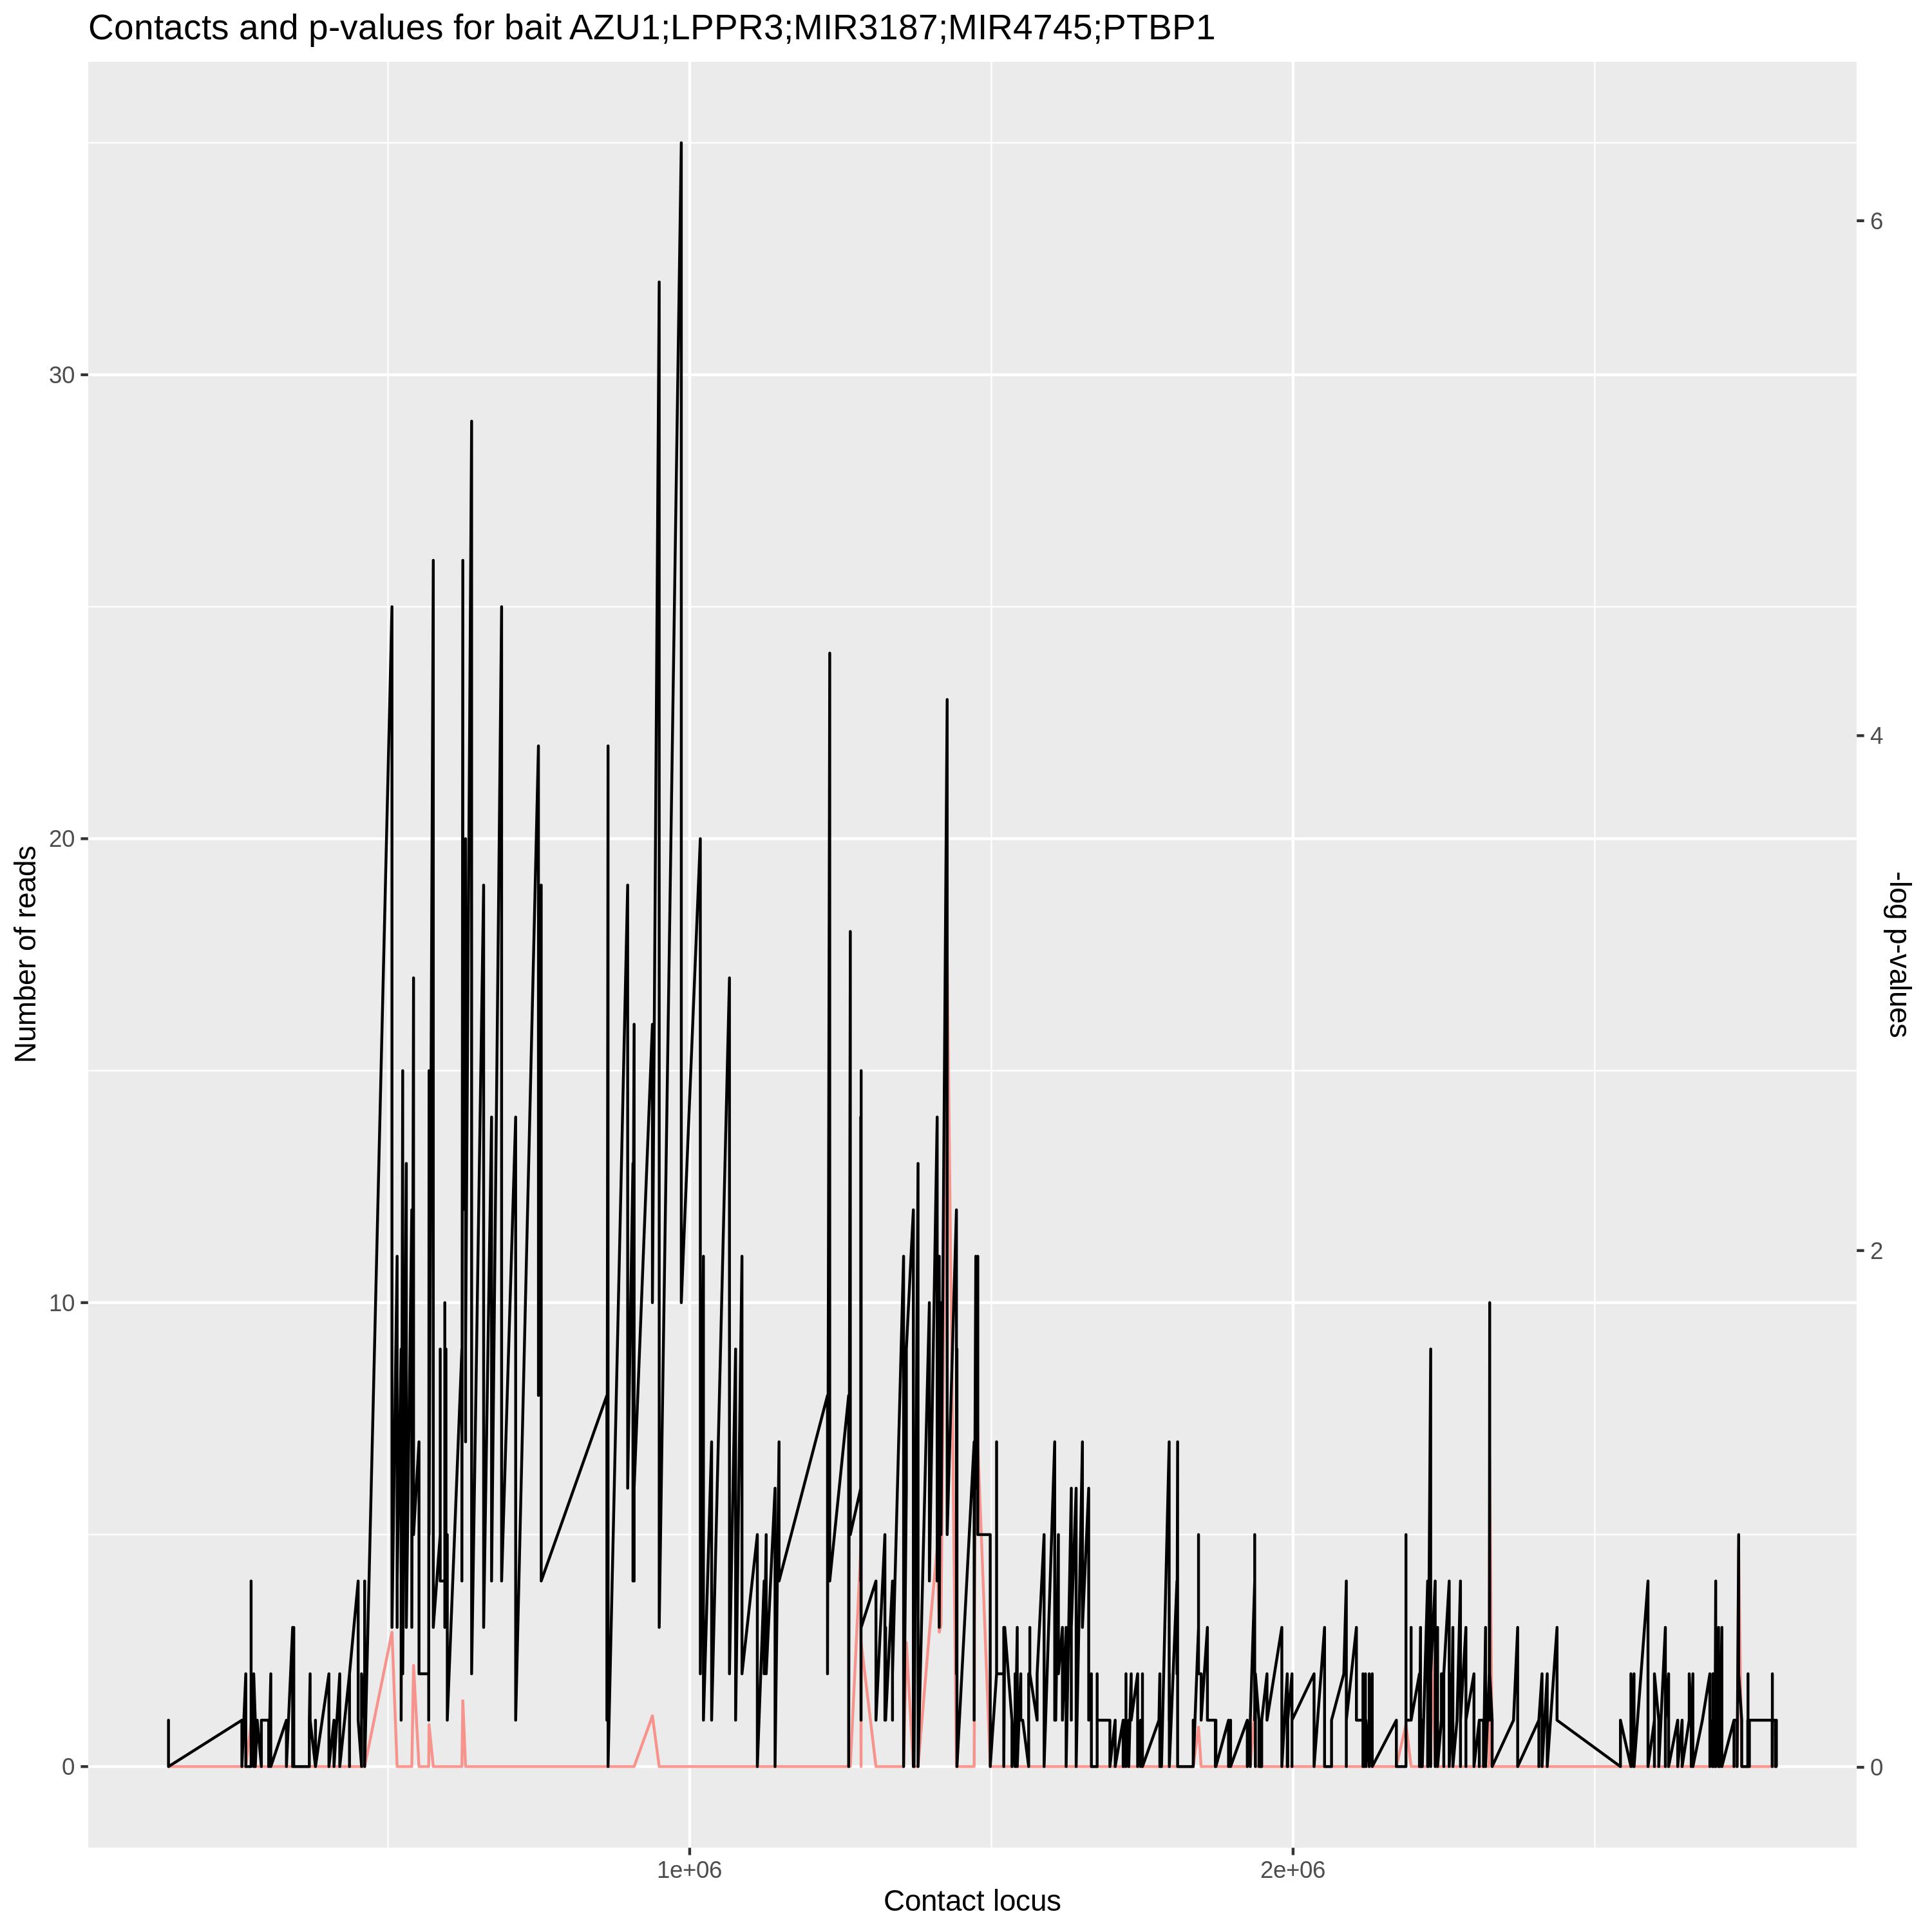 Contacts and p-values for bait AZU1;LPPR3;MIR3187;MIR4745;PTBP1
30
20
10
0
Number of reads
6
4
2
0
-log p-values
1e+06
2e+06
Contact locus